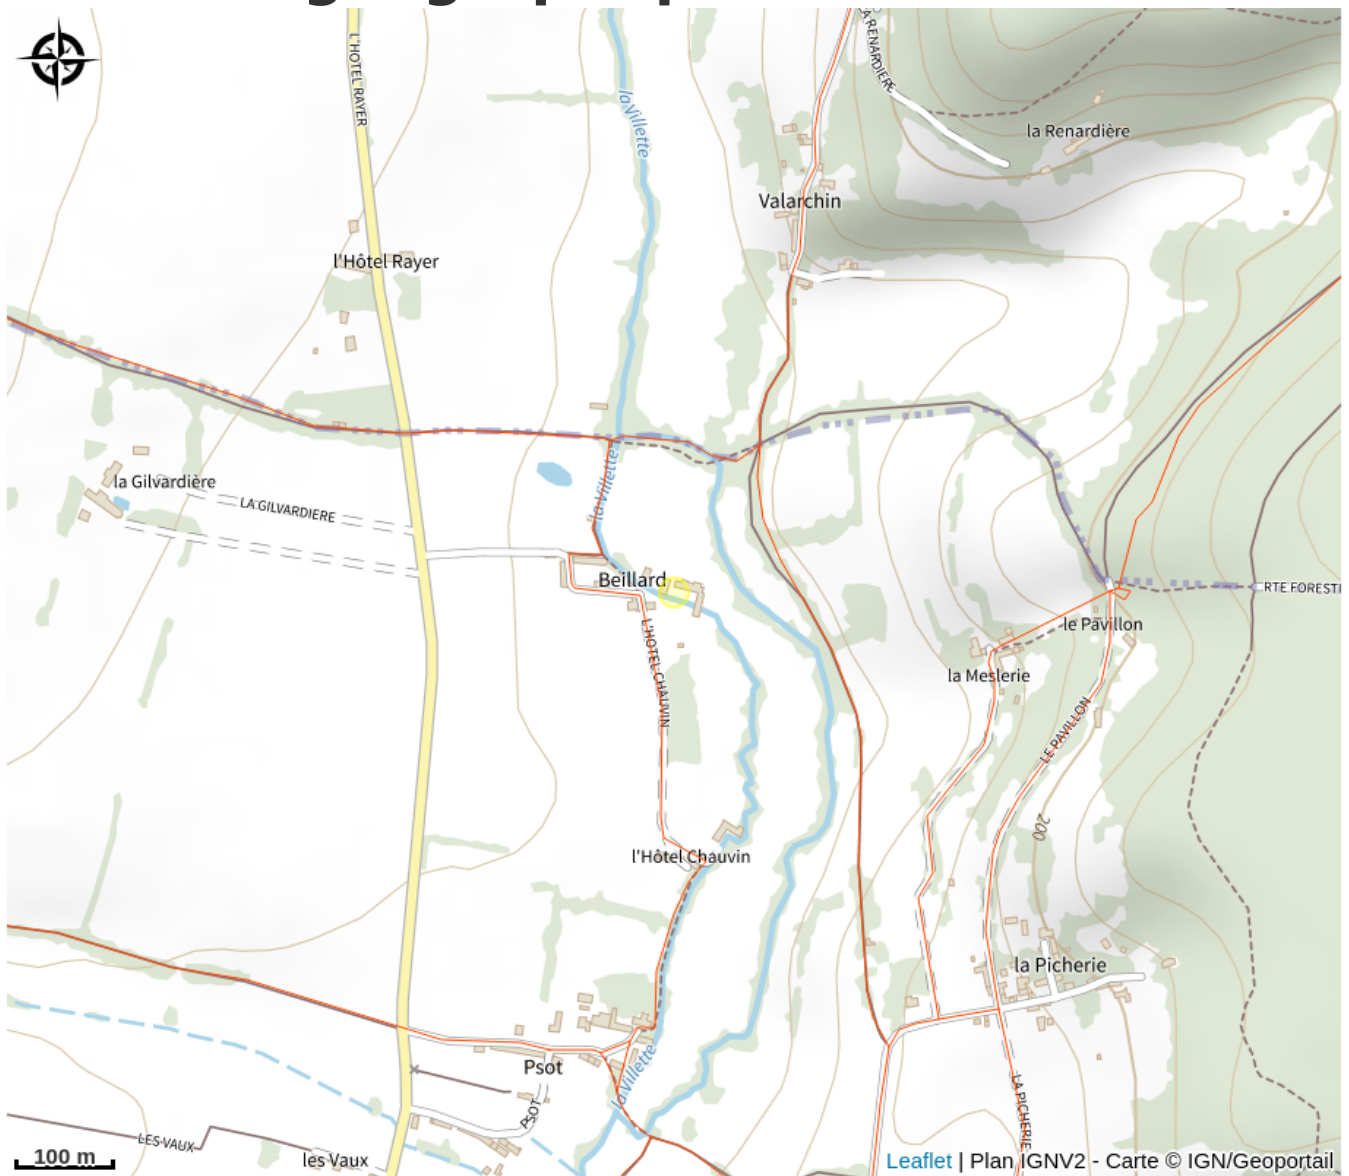 L'HOTEL RAYER
la Villette
LA RENARDIERE
la Renardière
Valarchin
l'Hôtel Rayer
la Gilvardière
LA GILVARDIERE
la Villette
Beillard
RTE FORESTI
le Pavillon
la Meslerie
L'HOTEL CHAUVIN
LE PAVILLON
200
l'Hôtel Chauvin
la Picherie
Psot
la Villette
PSOT
LA PICHERIE
LES VAUX
les Vaux
100 m
Leaflet | Plan IGNV2 - Carte © IGN/Geoportail